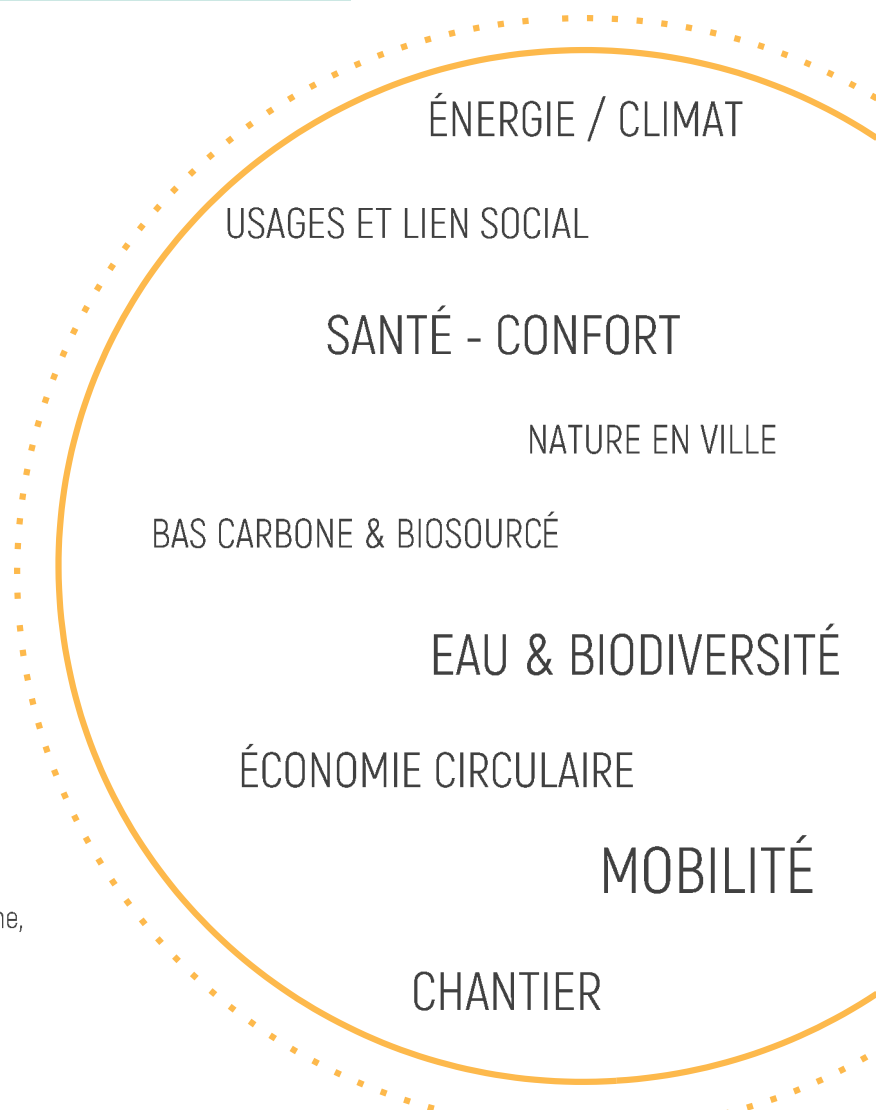 ÉNERGIE / CLIMAT
USAGES ET LIEN SOCIAL
SANTÉ - CONFORT
NATURE EN VILLE
BAS CARBONE & BIOSOURCÉ
EAU & BIODIVERSITÉ
ÉCONOMIE CIRCULAIRE
MOBILITÉ
CHANTIER